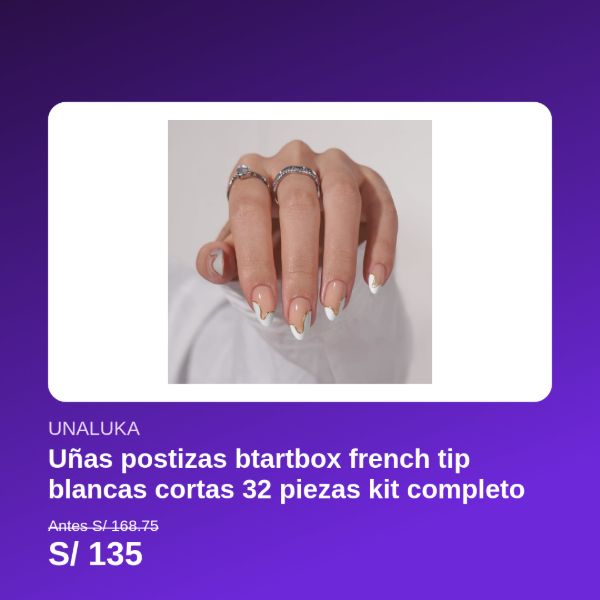 UNALUKA
Uñas postizas btartbox french tip
blancas cortas 32 piezas kit completo
Antes S/ 168.75
S/ 135